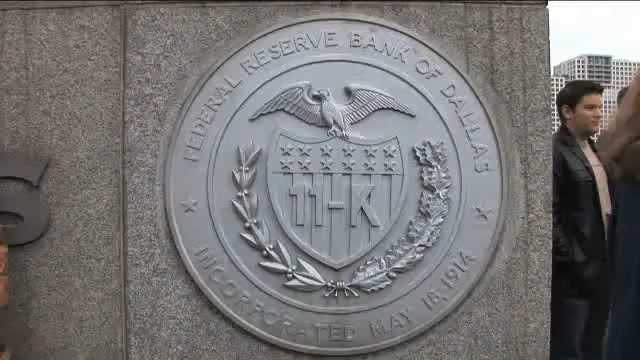 FEDERAL RESERVE BANK OF DALLAS
11-K
INCORPORATED MAY 18, 1914